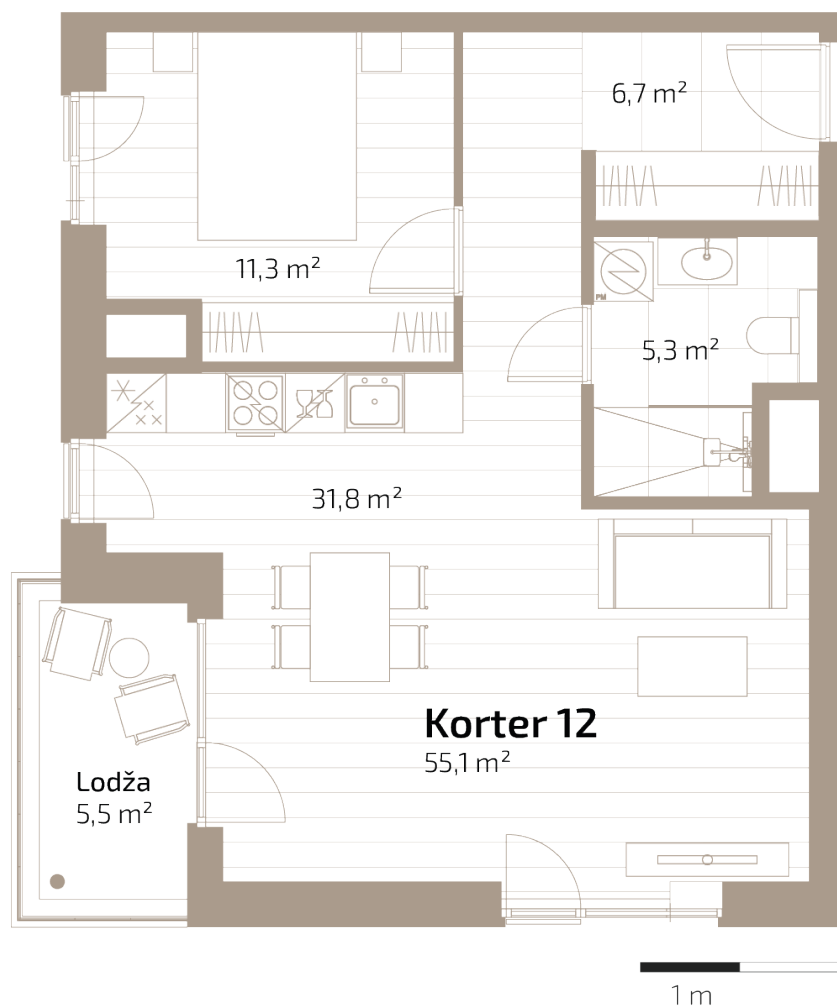 6,7 m²
11,3 m²
PM
5,3 m²
31,8 m²
Korter 12
55,1 m²
Lodža
5,5 m²
1 m